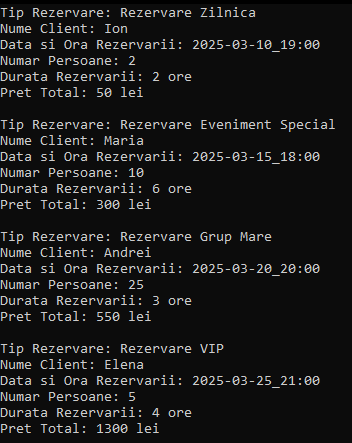 Tip Rezervare: Rezervare Zilnica
Nume Client: Ion
Data si Ora Rezervarii: 2025-03-10_19:00
Numar Persoane: 2
Durata Rezervarii: 2 ore
Pret Total: 50 lei

Tip Rezervare: Rezervare Eveniment Special
Nume Client: Maria
Data si Ora Rezervarii: 2025-03-15_18:00
Numar Persoane: 10
Durata Rezervarii: 6 ore
Pret Total: 300 lei

Tip Rezervare: Rezervare Grup Mare
Nume Client: Andrei
Data si Ora Rezervarii: 2025-03-20_20:00
Numar Persoane: 25
Durata Rezervarii: 3 ore
Pret Total: 550 lei

Tip Rezervare: Rezervare VIP
Nume Client: Elena
Data si Ora Rezervarii: 2025-03-25_21:00
Numar Persoane: 5
Durata Rezervarii: 4 ore
Pret Total: 1300 lei